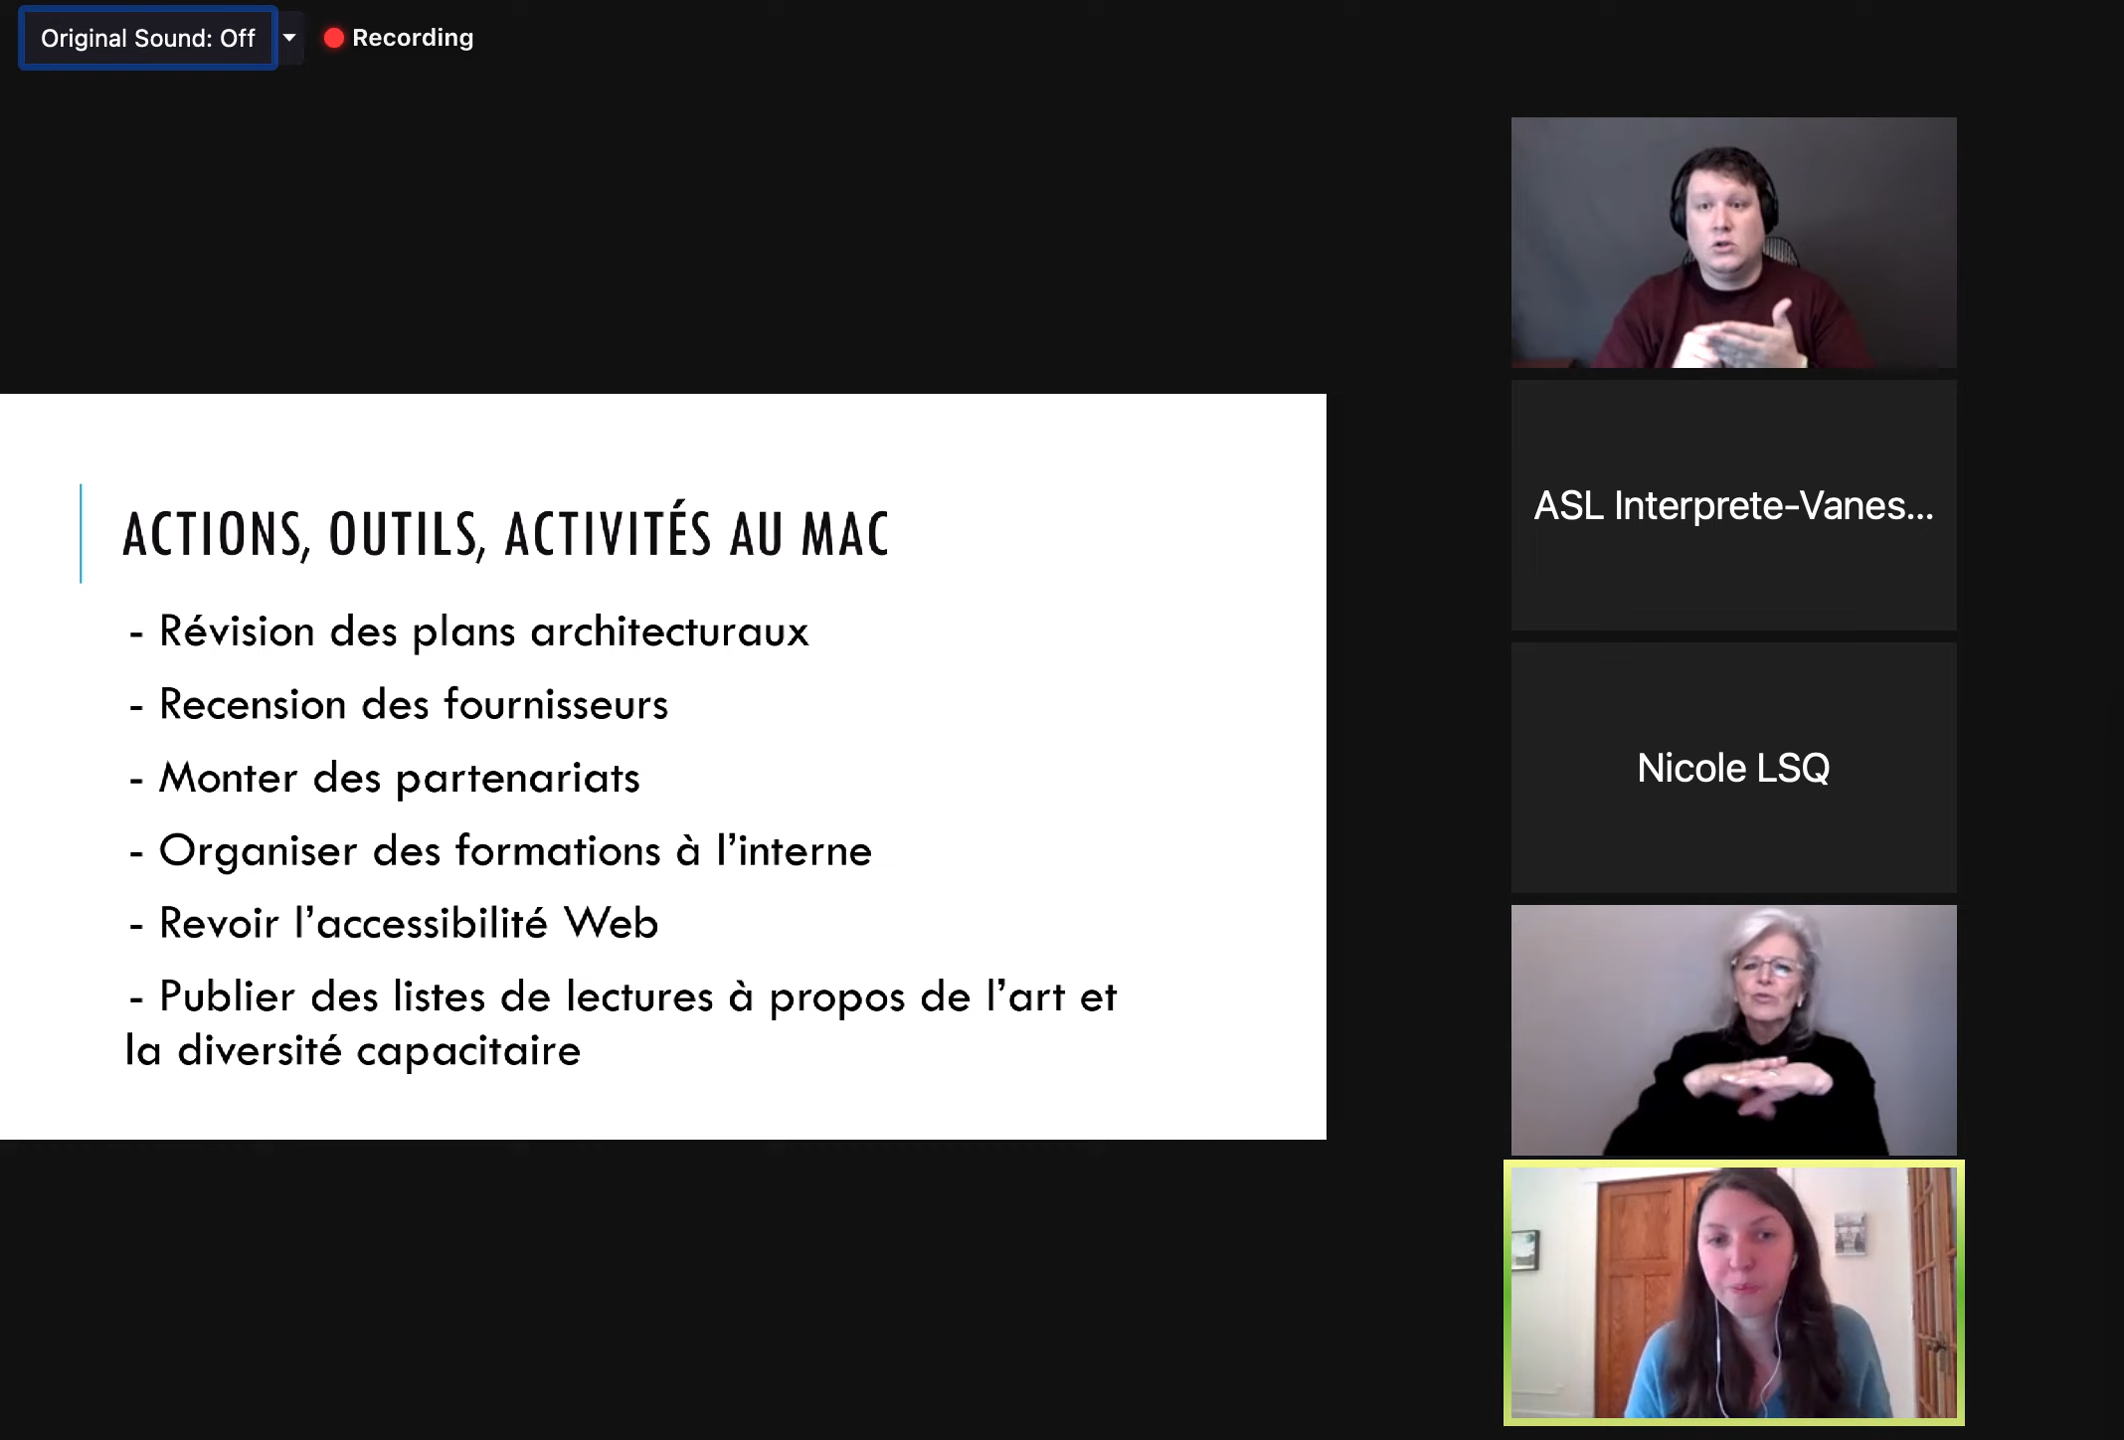 Original Sound: Off
Recording
ACTIONS, OUTILS, ACTIVITÉS AU MAC
- Révision des plans architecturaux
- Recension des fournisseurs
- Monter des partenariats
- Organiser des formations à l’interne
- Revoir l’accessibilité Web
- Publier des listes de lectures à propos de l’art et
la diversité capacitaire
ASL Interprete-Vanes...
Nicole LSQ